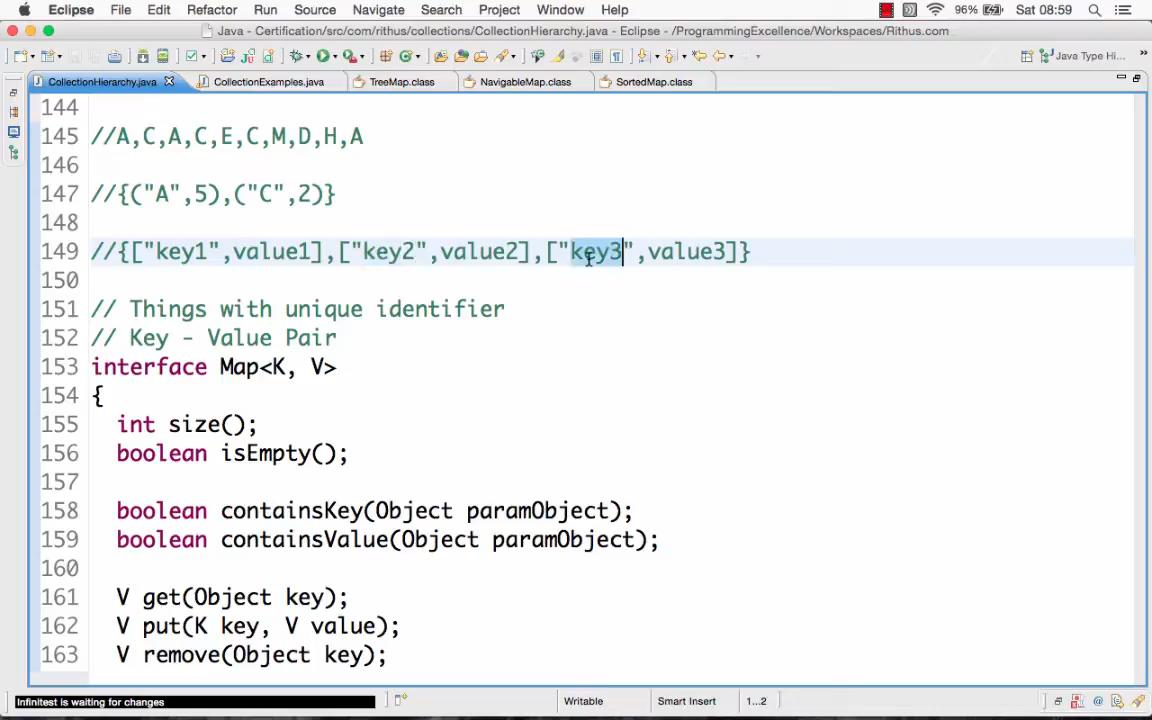 Eclipse File Edit Refactor Run Source Navigate Search Project Window Help 96% Sat 08:59
Java - Certification/src/com/rithus/collections/CollectionHierarchy.java - Eclipse - /ProgrammingExcellence/Workspaces/Rithus.com
Java Type Hi...
CollectionHierarchy.java CollectionExamples.java TreeMap.class NavigableMap.class SortedMap.class
144
145 //A,C,A,C,E,C,M,D,H,A
146
147 //{("A",5),("C",2)}
148
149 //{["key1",value1],["key2",value2],["key3",value3]}
150
151 // Things with unique identifier
152 // Key - Value Pair
153 interface Map<K, V>
154 {
155 int size();
156 boolean isEmpty();
157
158 boolean containsKey(Object paramObject);
159 boolean containsValue(Object paramObject);
160
161 V get(Object key);
162 V put(K key, V value);
163 V remove(Object key);
Infinitest is waiting for changes Writable Smart Insert 1...2